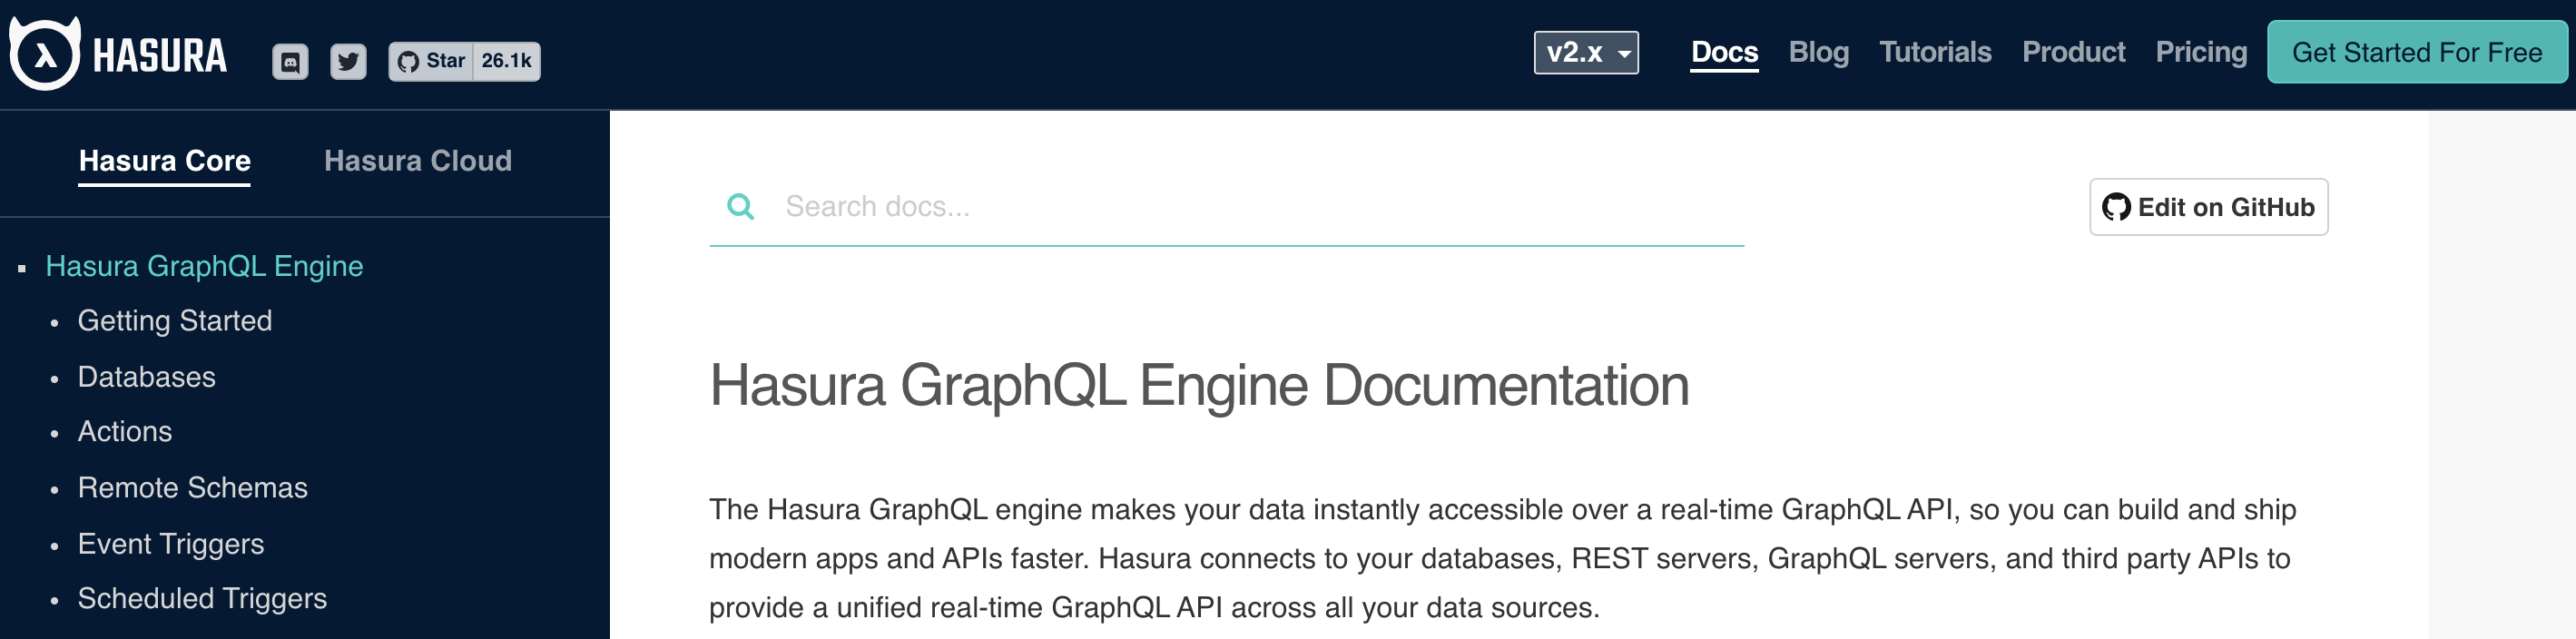 HASURA
Star 26.1k
v2.x
Docs Blog Tutorials Product Pricing Get Started For Free
Hasura Core Hasura Cloud
Hasura GraphQL Engine
Getting Started
Databases
Actions
Remote Schemas
Event Triggers
Scheduled Triggers
Search docs...
Edit on GitHub
Hasura GraphQL Engine Documentation
The Hasura GraphQL engine makes your data instantly accessible over a real-time GraphQL API, so you can build and ship
modern apps and APIs faster. Hasura connects to your databases, REST servers, GraphQL servers, and third party APIs to
provide a unified real-time GraphQL API across all your data sources.